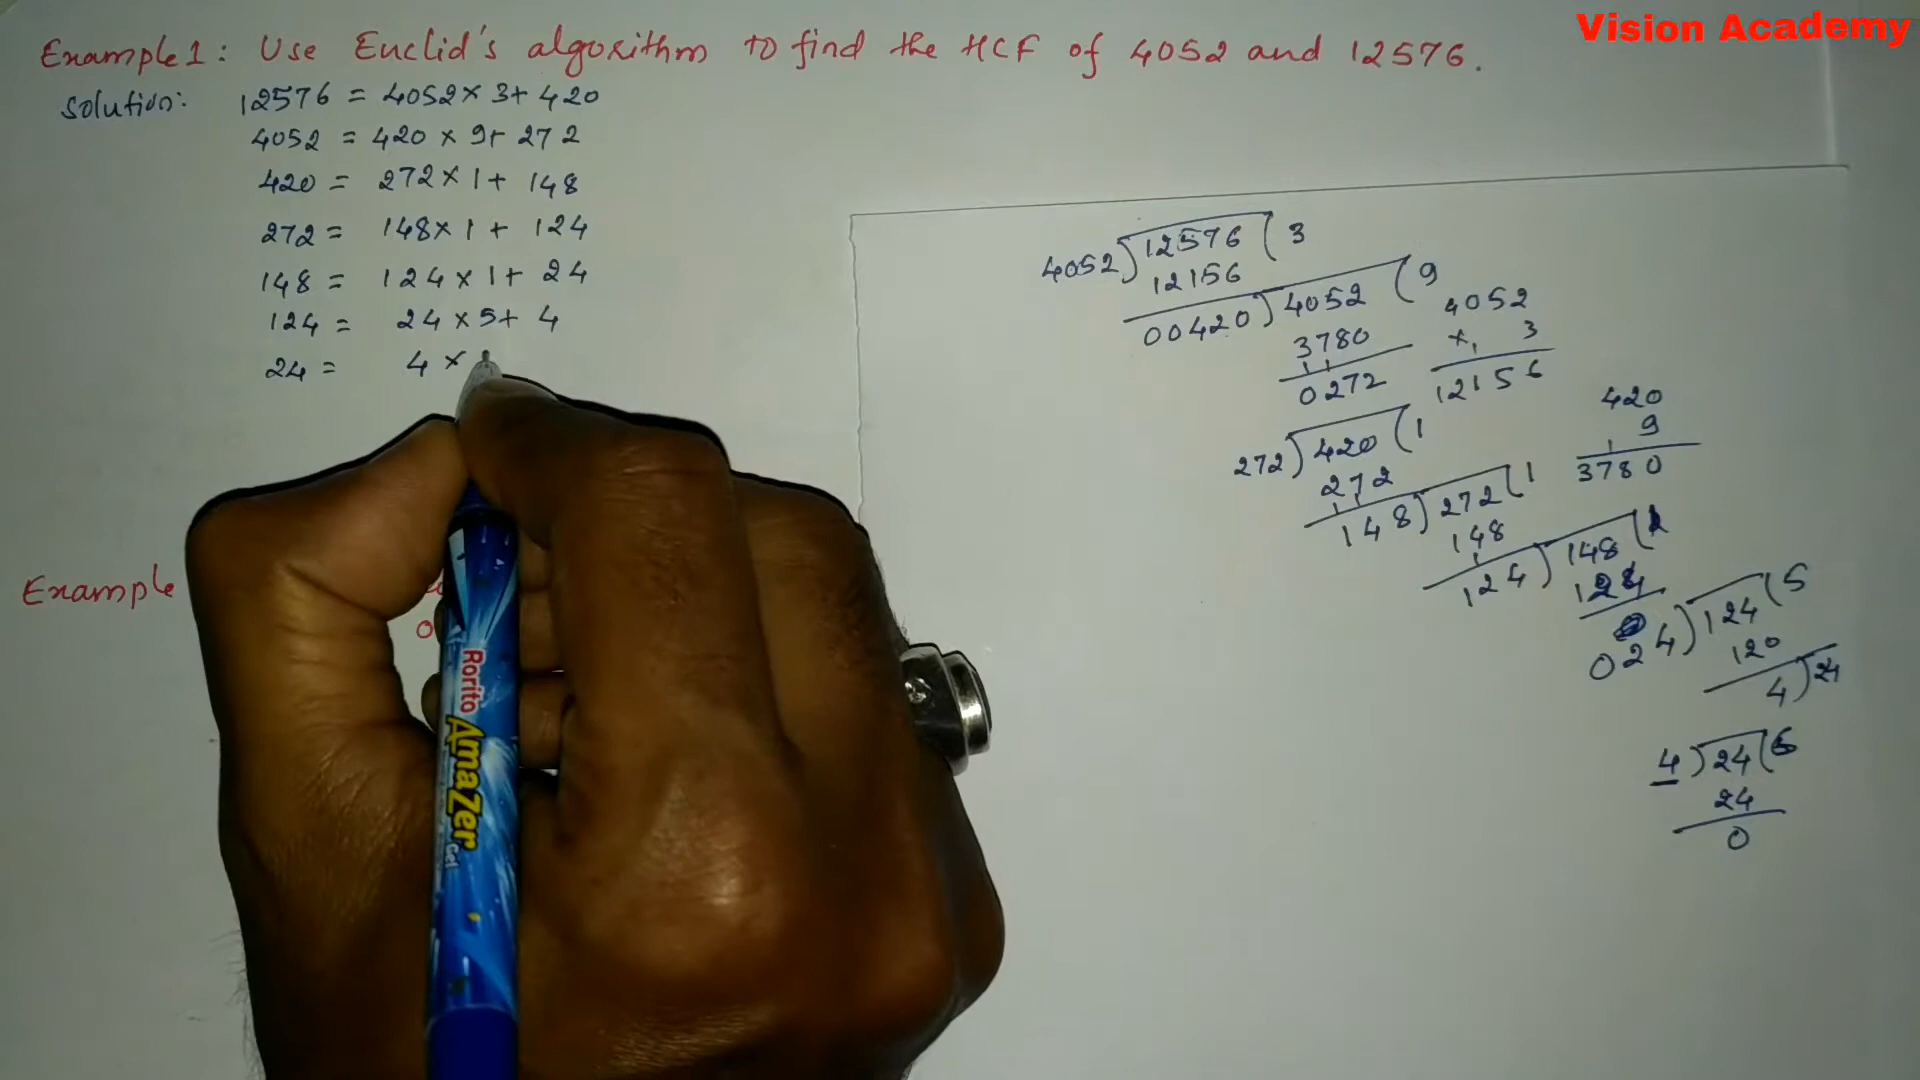 Vision Academy
Example 1: Use Euclid's algorithm to find the HCF of 4052 and 12576.
Solution: 12576 = 4052 × 3 + 420
4052 = 420 × 9 + 272
420 = 272 × 1 + 148
272 = 148 × 1 + 124
148 = 124 × 1 + 24
124 = 24 × 5 + 4
24 = 4 ×
Example
4052) 12576 ( 3
12156
00420) 4052 ( 9
3780
0272
4052
× 3
12156
420
9
3780
272) 420 ( 1
272
148) 272 ( 1
148
124) 148 ( 1
124
024) 124 ( 5
120
4) 24
4) 24 ( 6
24
0
Rorito
AmaZer
Gel